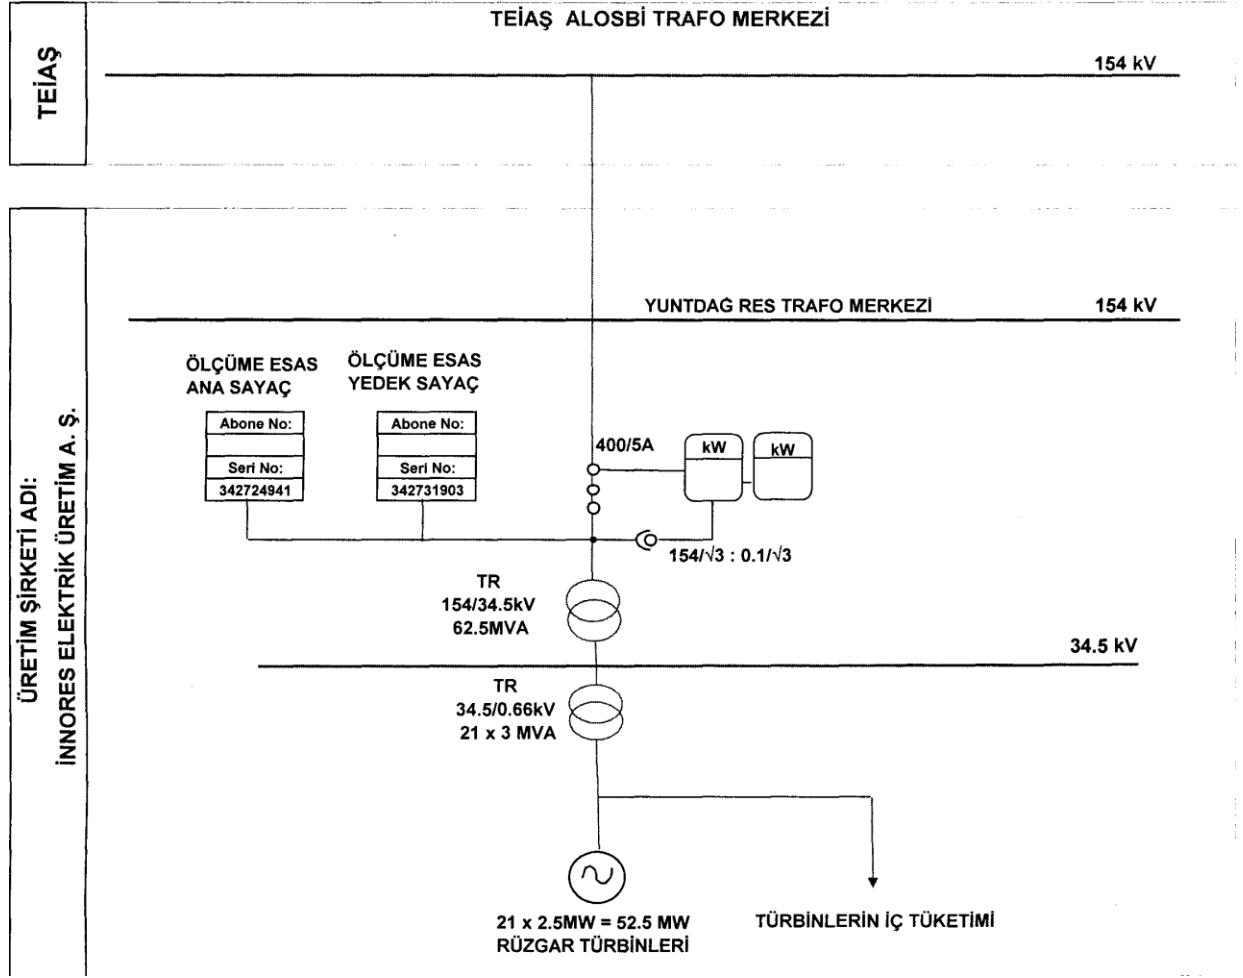 TEİAŞ ALOSBİ TRAFO MERKEZİ
TEİAŞ
154 kV
YUNTDAĞ RES TRAFO MERKEZİ
154 kV
ÜRETİM ŞİRKETİ ADI:
İNNORES ELEKTRİK ÜRETİM A. Ş.
ÖLÇÜME ESAS
ANA SAYAÇ
Abone No:
Seri No:
342724941
ÖLÇÜME ESAS
YEDEK SAYAÇ
Abone No:
Seri No:
342731903
400/5A
kW
kW
154/√3 : 0.1/√3
TR
154/34.5kV
62.5MVA
34.5 kV
TR
34.5/0.66kV
21 x 3 MVA
21 x 2.5MW = 52.5 MW
RÜZGAR TÜRBİNLERİ
TÜRBİNLERİN İÇ TÜKETİMİ